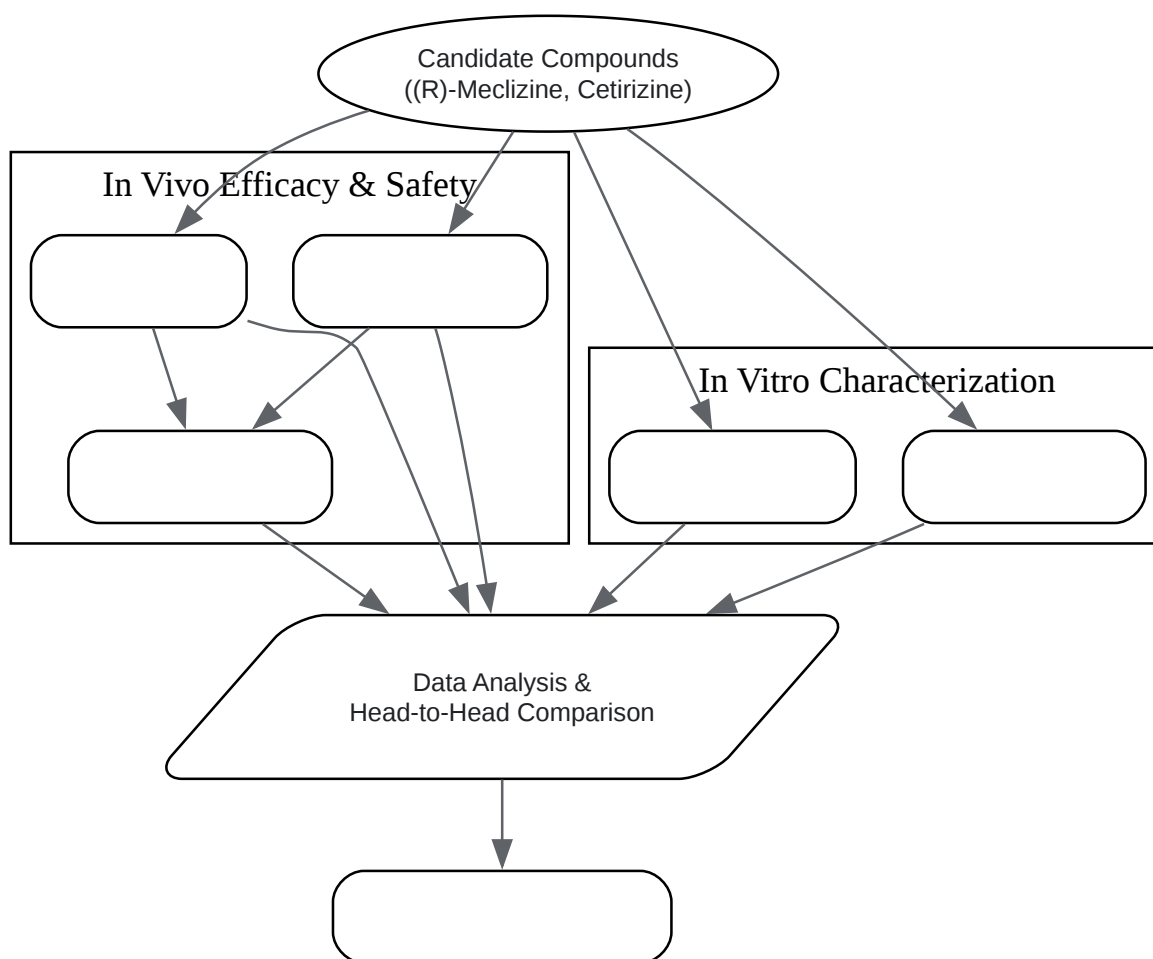 Candidate Compounds
((R)-Meclizine, Cetirizine)
In Vivo Efficacy & Safety
In Vitro Characterization
Data Analysis &
Head-to-Head Comparison